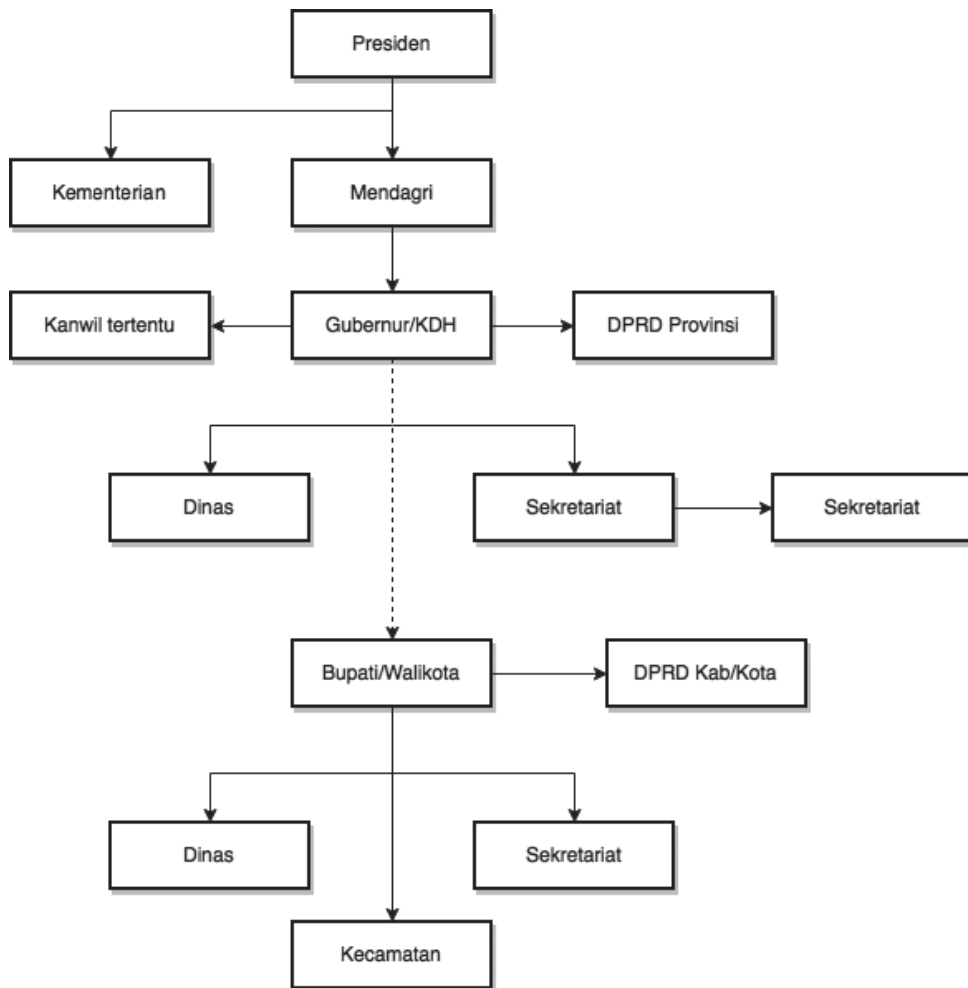 Presiden
Kementerian
Mendagri
Kanwil tertentu
Gubernur/KDH
DPRD Provinsi
Dinas
Sekretariat
Sekretariat
Bupati/Walikota
DPRD Kab/Kota
Dinas
Sekretariat
Kecamatan